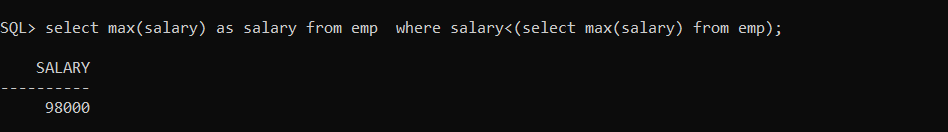 SQL> select max(salary) as salary from emp  where salary<(select max(salary) from emp);
    SALARY
----------
     98000